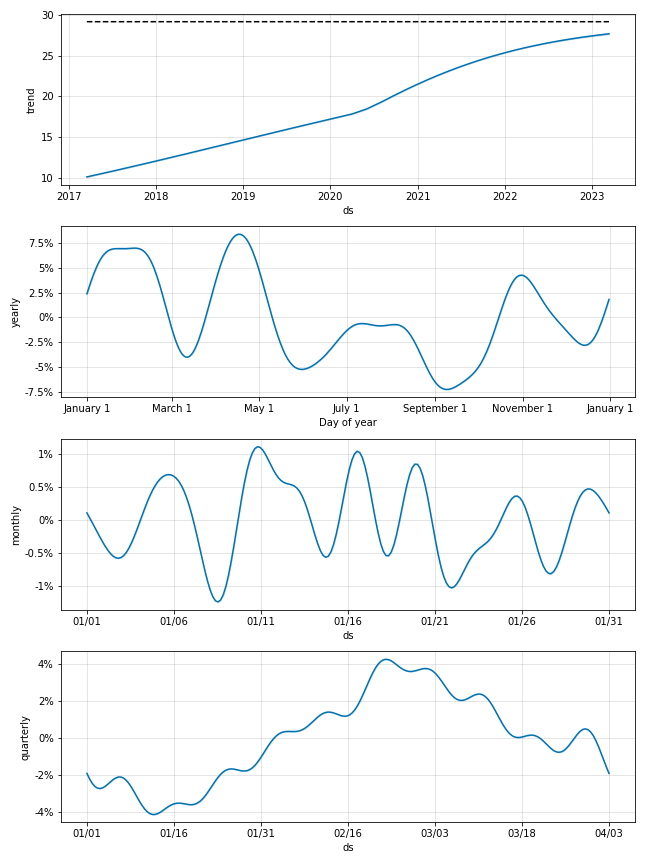 30
25
20
15
10
trend
2017 2018 2019 2020 2021 2022 2023
ds
7.5%
5%
2.5%
0%
-2.5%
-5%
-7.5%
yearly
January 1 March 1 May 1 July 1 September 1 November 1 January 1
Day of year
1%
0.5%
0%
-0.5%
-1%
monthly
01/01 01/06 01/11 01/16 01/21 01/26 01/31
ds
4%
2%
0%
-2%
-4%
quarterly
01/01 01/16 01/31 02/16 03/03 03/18 04/03
ds